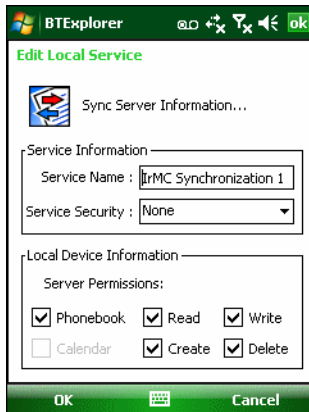 BTExplorer ok
Edit Local Service
Sync Server Information...
Service Information
Service Name : IrMC Synchronization 1
Service Security : None
Local Device Information
Server Permissions:
Phonebook Read Write
Calendar Create Delete
OK Cancel